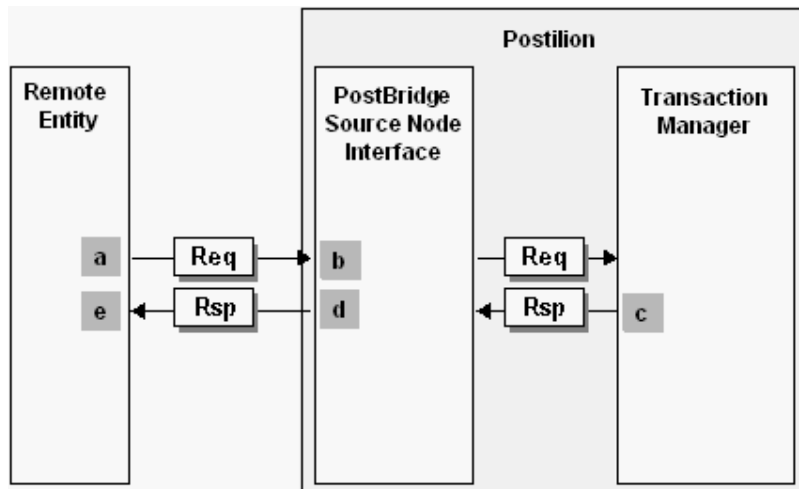 Postilion
Remote
Entity
PostBridge
Source Node
Interface
Transaction
Manager
a
Req
b
Req
e
Rsp
d
Rsp
c